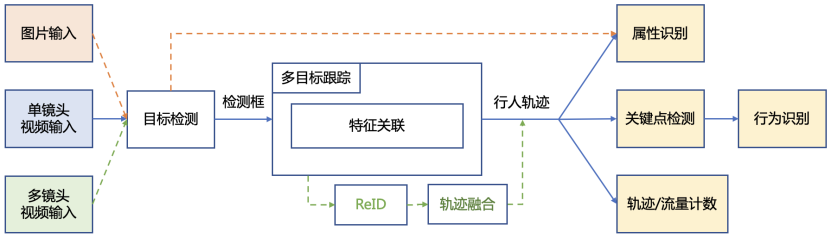 图片输入
单镜头
视频输入
多镜头
视频输入
目标检测
检测框
多目标跟踪
特征关联
ReID
轨迹融合
行人轨迹
属性识别
关键点检测
行为识别
轨迹/流量计数